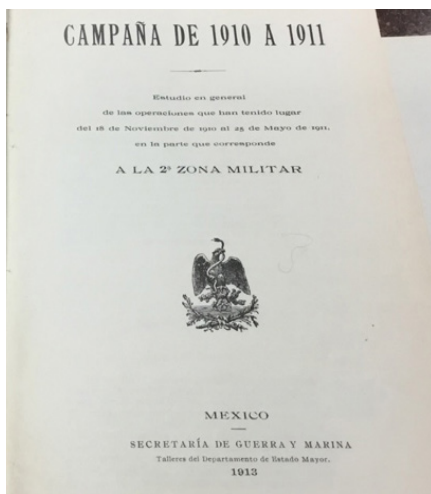 CAMPAÑA DE 1910 A 1911
Estudio en general
de las operaciones que han tenido lugar
del 18 de Noviembre de 1910 al 25 de Mayo de 1911,
en la parte que corresponde
A LA 2ª ZONA MILITAR
MEXICO
SECRETARÍA DE GUERRA Y MARINA
Talleres del Departamento de Estado Mayor.
1913